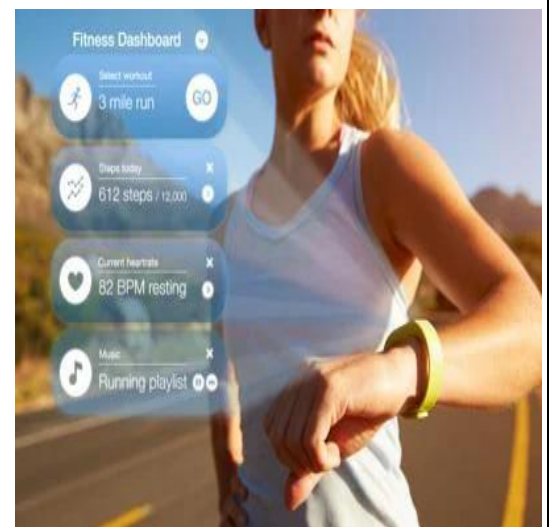 Fitness Dashboard
Select workout
3 mile run
GO
Steps today
612 steps / 12,000
Current heartrate
82 BPM resting
Music
Running playlist